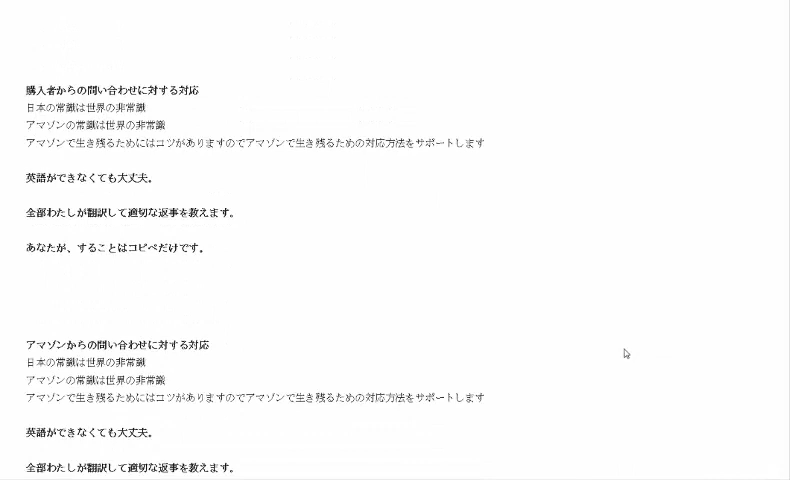 購入者からの問い合わせに対する対応
日本の常識は世界の非常識
アマゾンの常識は世界の非常識
アマゾンで生き残るためにはコツがありますのでアマゾンで生き残るための対応方法をサポートします
英語ができなくても大丈夫。
全部わたしが翻訳して適切な返事を教えます。
あなたが、することはコピペだけです。
アマゾンからの問い合わせに対する対応
日本の常識は世界の非常識
アマゾンの常識は世界の非常識
アマゾンで生き残るためにはコツがありますのでアマゾンで生き残るための対応方法をサポートします
英語ができなくても大丈夫。
全部わたしが翻訳して適切な返事を教えます。